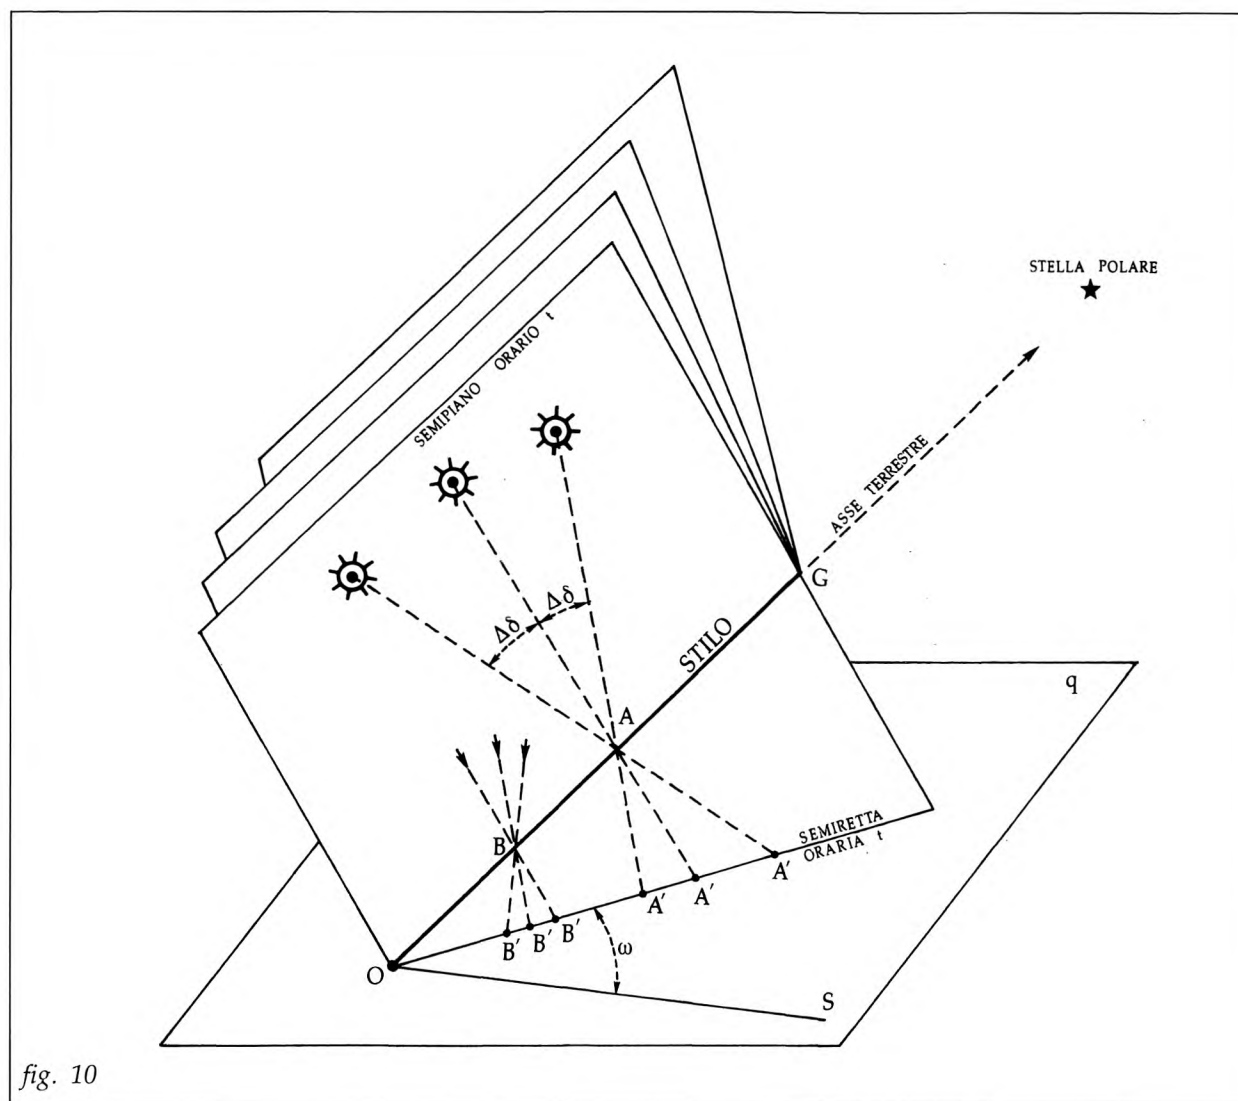 STELLA POLARE
SEMIPIANO ORARIO t
ASSE TERRESTRE
Δδ
Δδ
G
STILO
q
A
B
SEMIRETTA
ORARIA t
A'
A'
A'
B'
B'
B'
ω
O
S
fig. 10